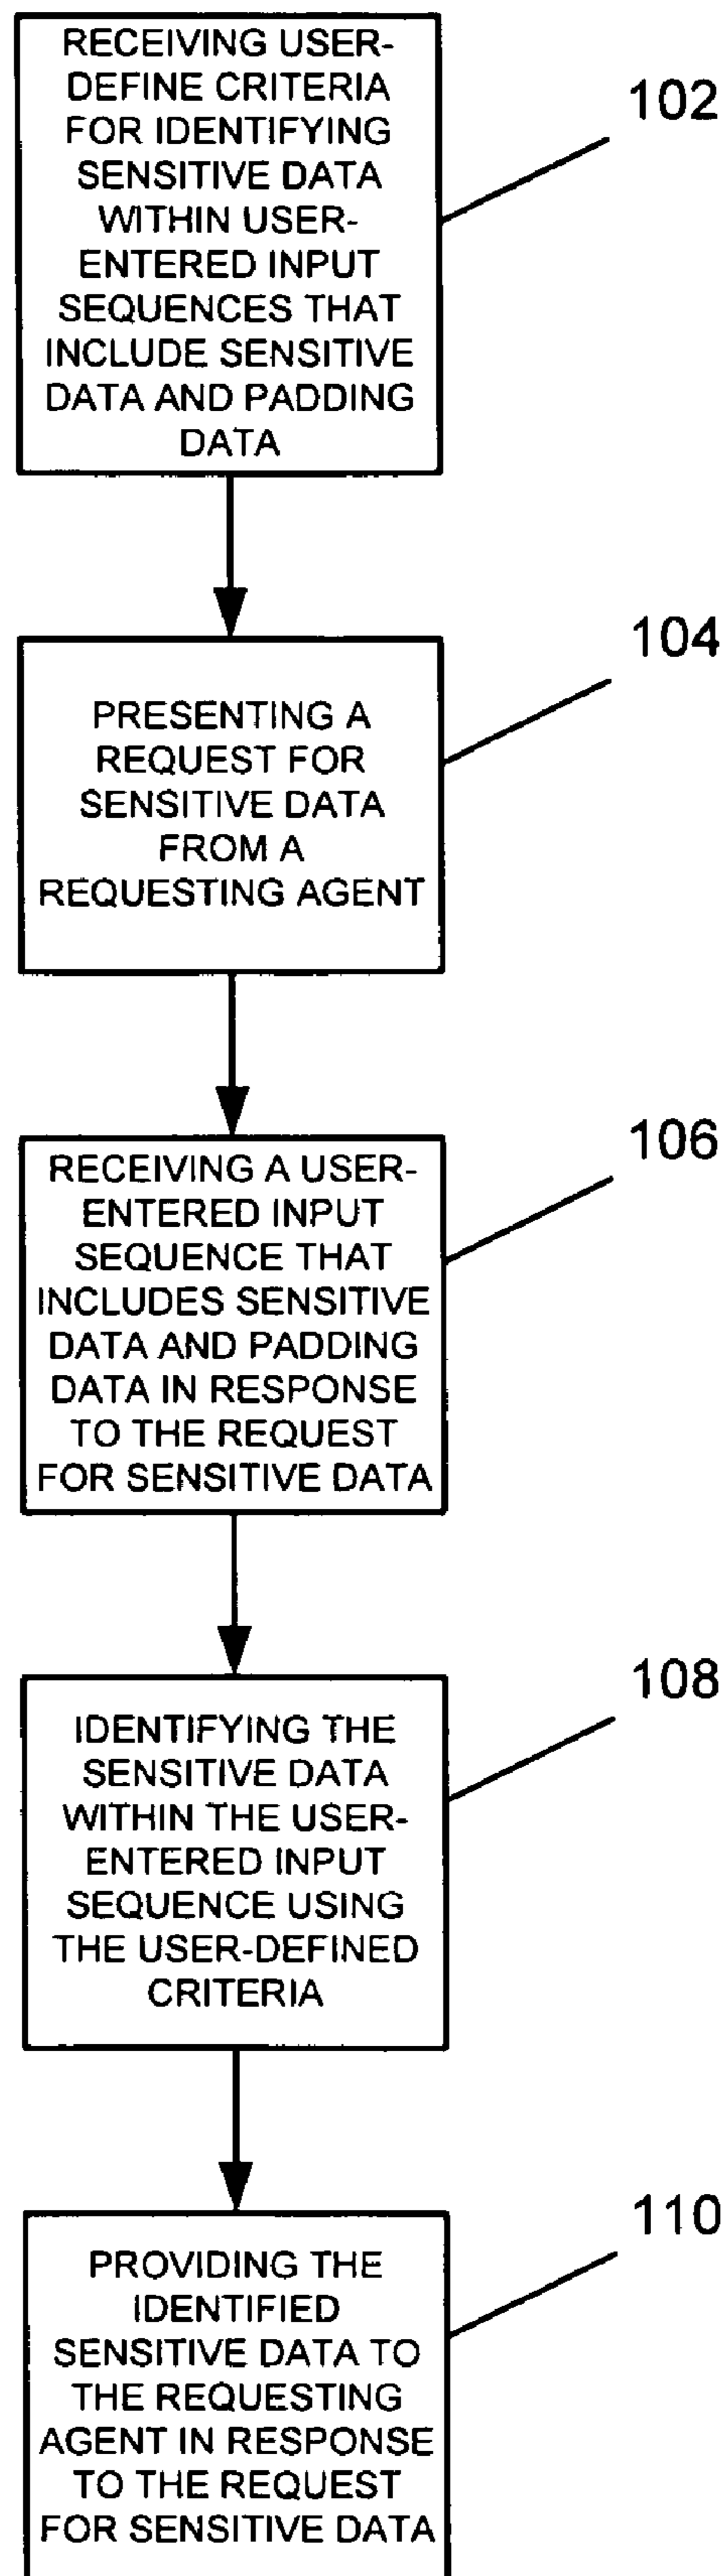 RECEIVING USER-
DEFINE CRITERIA
FOR IDENTIFYING
SENSITIVE DATA
WITHIN USER-
ENTERED INPUT
SEQUENCES THAT
INCLUDE SENSITIVE
DATA AND PADDING
DATA
102
PRESENTING A
REQUEST FOR
SENSITIVE DATA
FROM A
REQUESTING AGENT
104
RECEIVING A USER-
ENTERED INPUT
SEQUENCE THAT
INCLUDES SENSITIVE
DATA AND PADDING
DATA IN RESPONSE
TO THE REQUEST
FOR SENSITIVE DATA
106
IDENTIFYING THE
SENSITIVE DATA
WITHIN THE USER-
ENTERED INPUT
SEQUENCE USING
THE USER-DEFINED
CRITERIA
108
PROVIDING THE
IDENTIFIED
SENSITIVE DATA TO
THE REQUESTING
AGENT IN RESPONSE
TO THE REQUEST
FOR SENSITIVE DATA
110